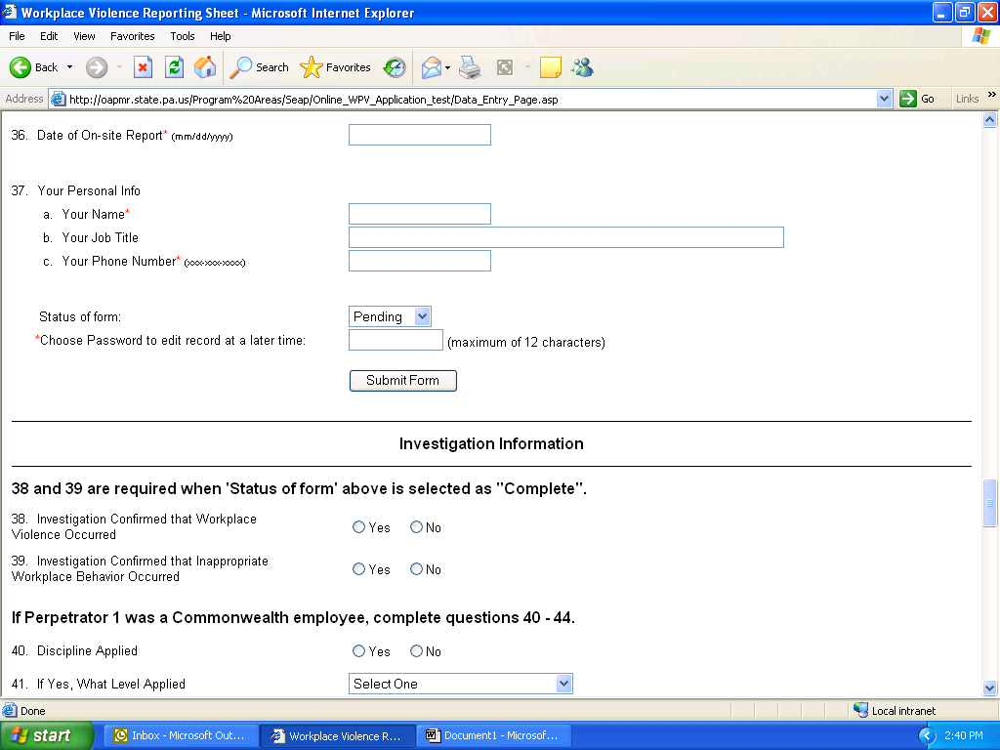 Workplace Violence Reporting Sheet - Microsoft Internet Explorer
File Edit View Favorites Tools Help
Back Search Favorites
Address http://oapmr.state.pa.us/Program%20Areas/Seap/Online_WPV_Application_test/Data_Entry_Page.asp Go Links »
36. Date of On-site Report* (mm/dd/yyyy)
37. Your Personal Info
a. Your Name*
b. Your Job Title
c. Your Phone Number* (xxx-xxx-xxxx)
Status of form: Pending
*Choose Password to edit record at a later time: (maximum of 12 characters)
Submit Form
Investigation Information
38 and 39 are required when 'Status of form' above is selected as "Complete".
38. Investigation Confirmed that Workplace
Violence Occurred Yes No
39. Investigation Confirmed that Inappropriate
Workplace Behavior Occurred Yes No
If Perpetrator 1 was a Commonwealth employee, complete questions 40 - 44.
40. Discipline Applied Yes No
41. If Yes, What Level Applied Select One
Done Local intranet
start Inbox - Microsoft Out... Workplace Violence R... Document1 - Microsof... 2:40 PM